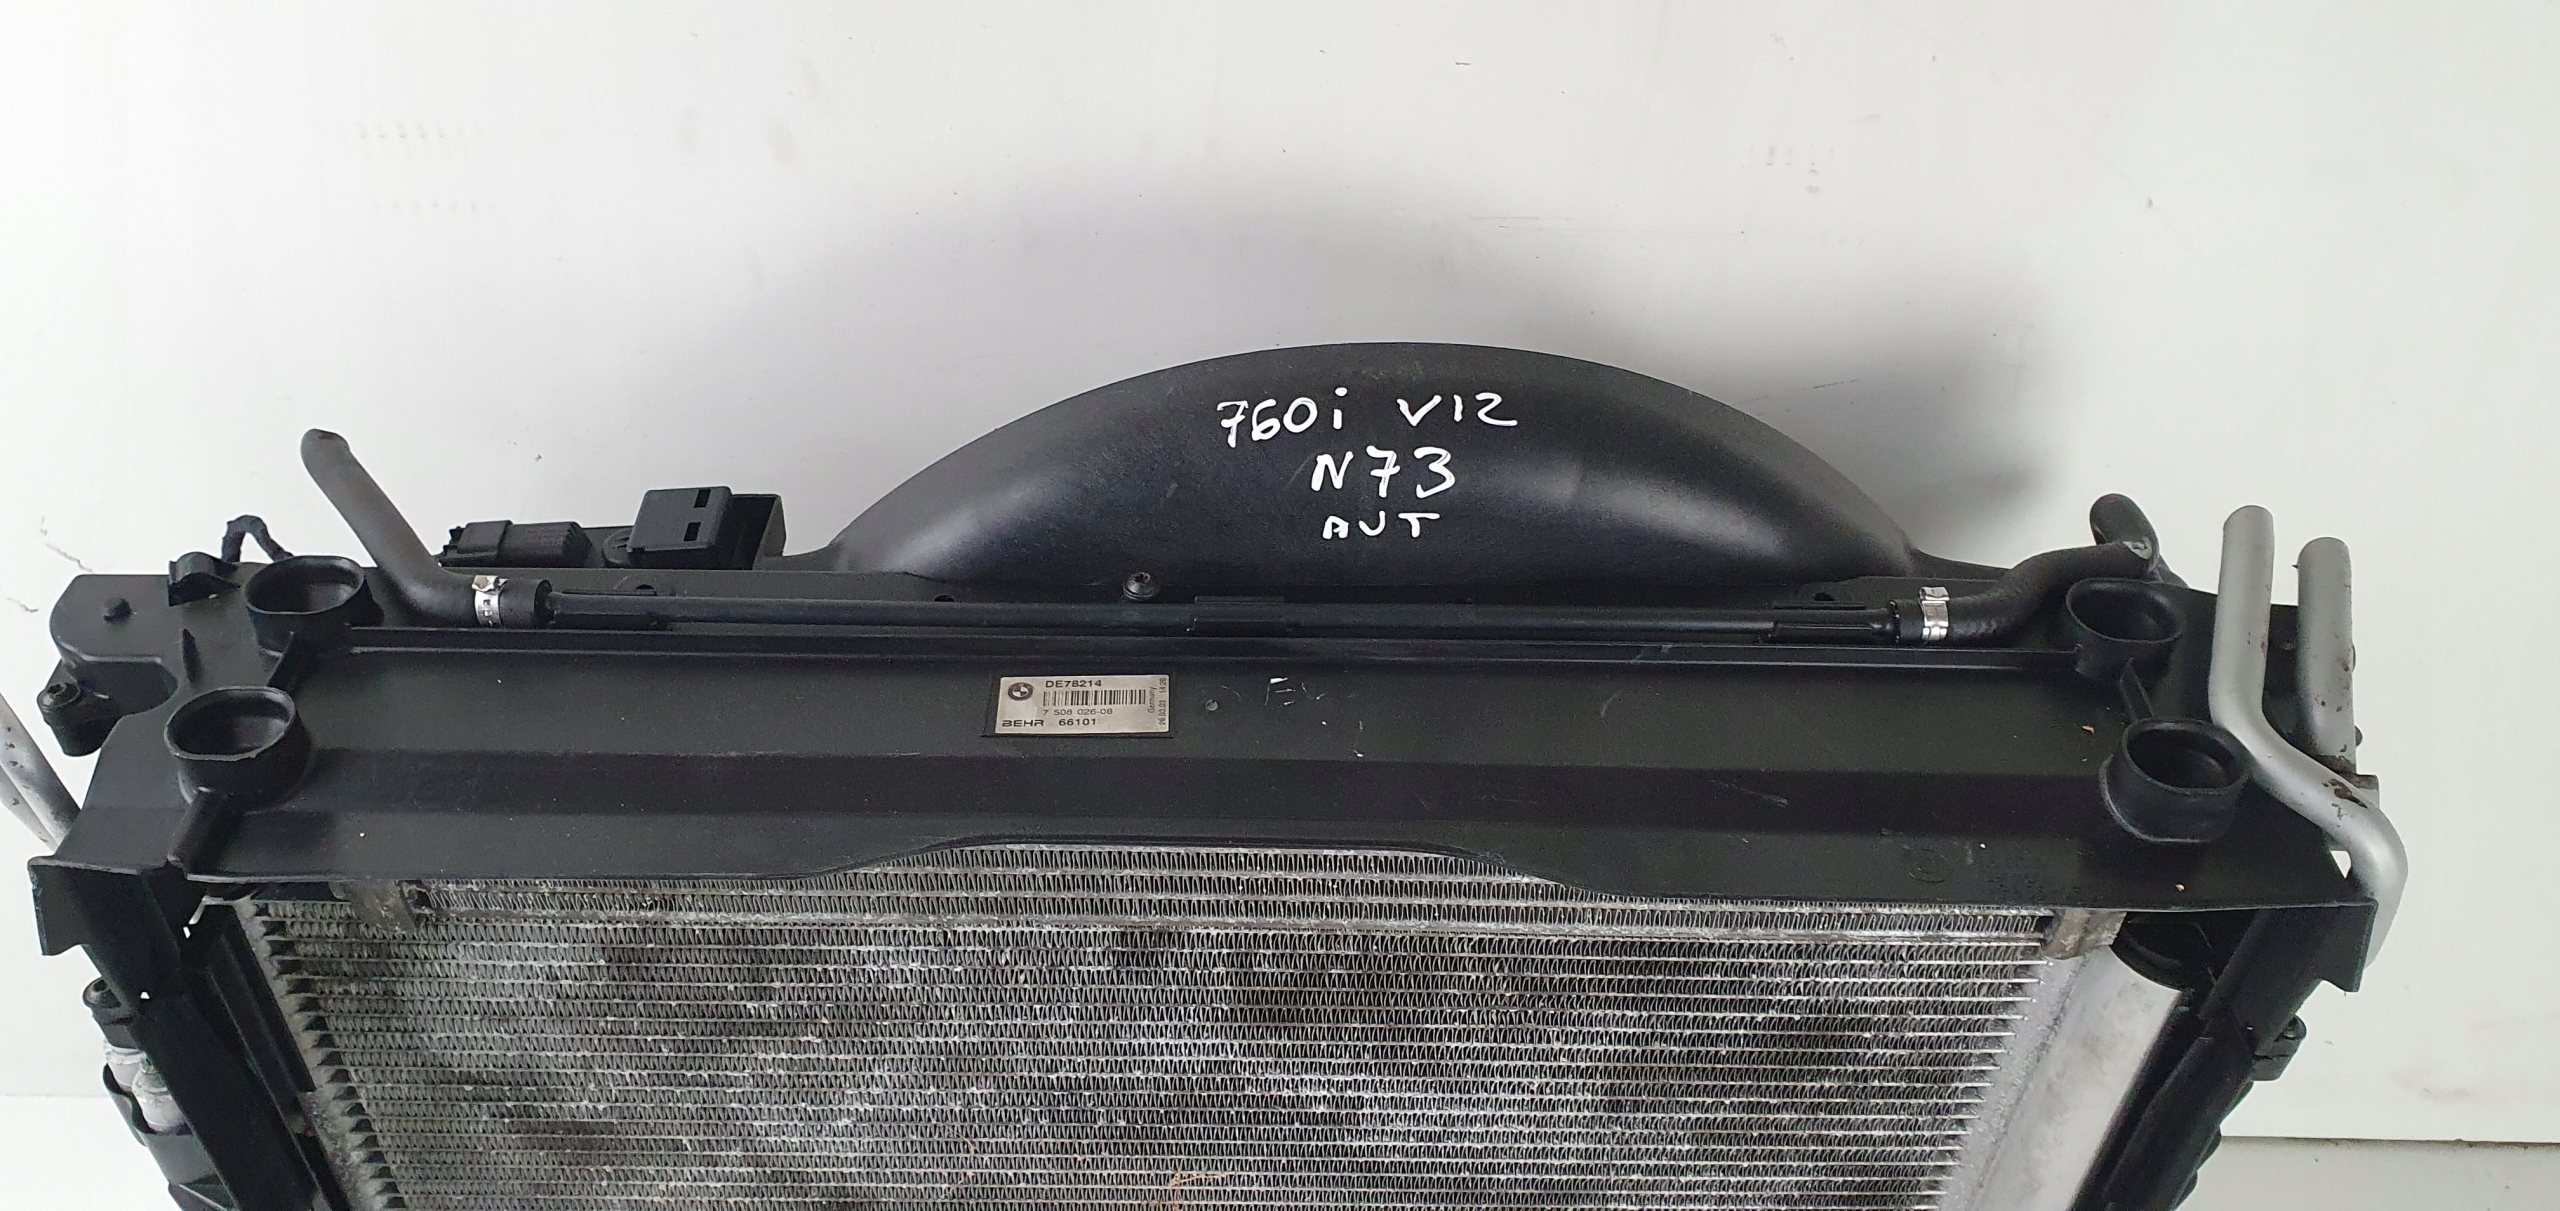 760i V12
N73
AUT
DE78214
7 508 026-08
BEHR 66101
Germany